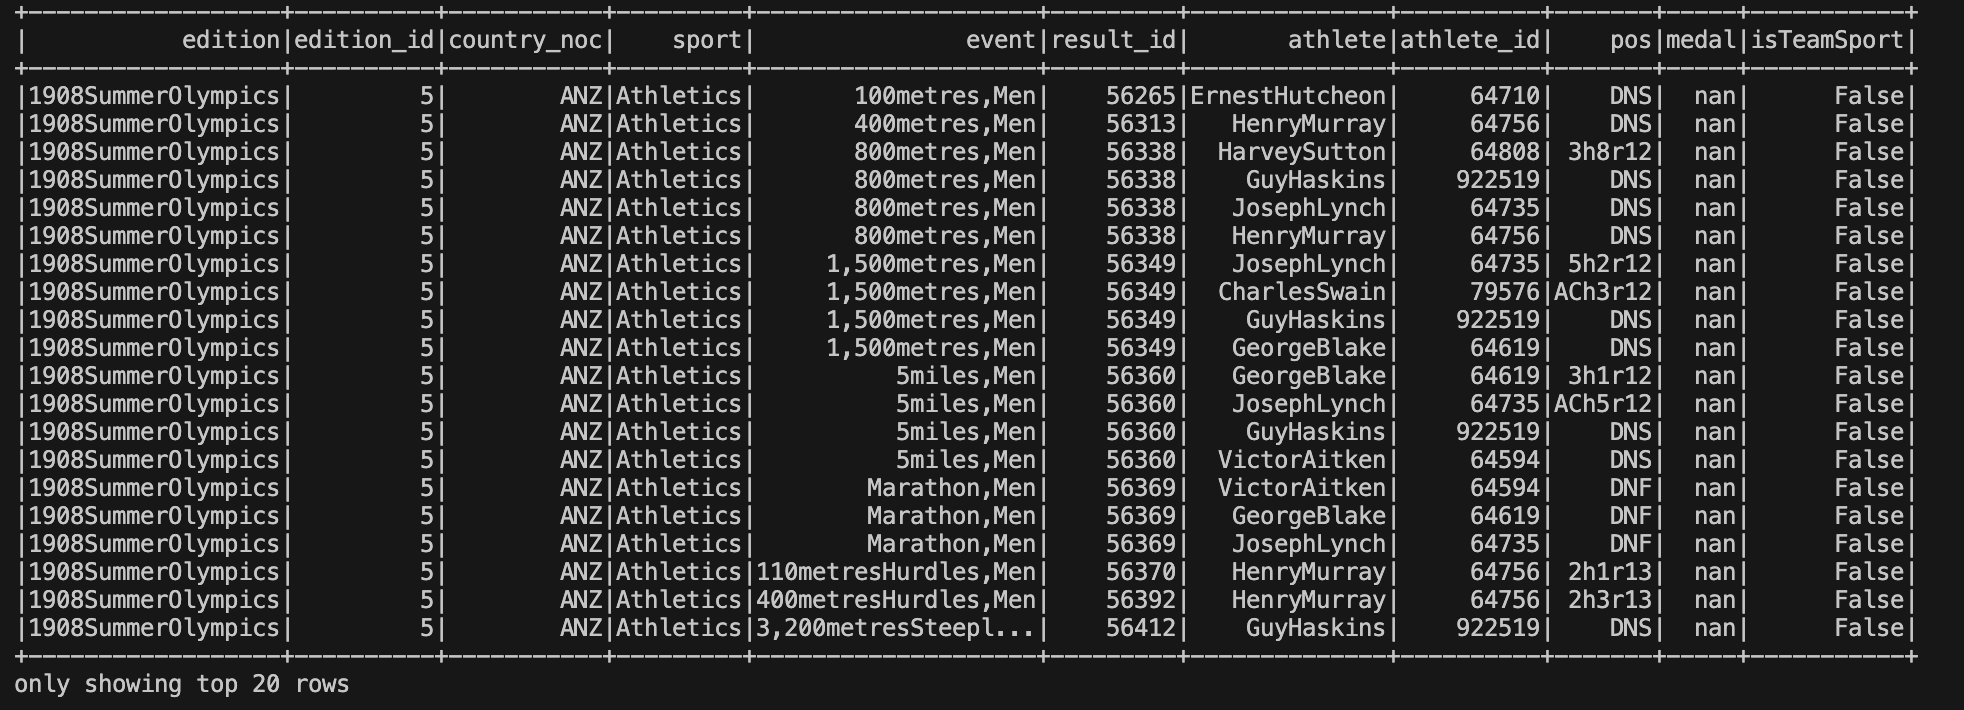 +-------------------+----------+-----------+---------+--------------------+---------+--------------+----------+-------+-----+-----------+
|            edition|edition_id|country_noc|    sport|               event|result_id|       athlete|athlete_id|    pos|medal|isTeamSport|
+-------------------+----------+-----------+---------+--------------------+---------+--------------+----------+-------+-----+-----------+
|1908SummerOlympics|         5|        ANZ|Athletics|      100metres,Men|    56265|ErnestHutcheon|     64710|    DNS|  nan|      False|
|1908SummerOlympics|         5|        ANZ|Athletics|      400metres,Men|    56313|   HenryMurray|     64756|    DNS|  nan|      False|
|1908SummerOlympics|         5|        ANZ|Athletics|      800metres,Men|    56338|  HarveySutton|     64808| 3h8r12|  nan|      False|
|1908SummerOlympics|         5|        ANZ|Athletics|      800metres,Men|    56338|    GuyHaskins|    922519|    DNS|  nan|      False|
|1908SummerOlympics|         5|        ANZ|Athletics|      800metres,Men|    56338|   JosephLynch|     64735|    DNS|  nan|      False|
|1908SummerOlympics|         5|        ANZ|Athletics|      800metres,Men|    56338|   HenryMurray|     64756|    DNS|  nan|      False|
|1908SummerOlympics|         5|        ANZ|Athletics|    1,500metres,Men|    56349|   JosephLynch|     64735| 5h2r12|  nan|      False|
|1908SummerOlympics|         5|        ANZ|Athletics|    1,500metres,Men|    56349|  CharlesSwain|     79576|ACh3r12|  nan|      False|
|1908SummerOlympics|         5|        ANZ|Athletics|    1,500metres,Men|    56349|    GuyHaskins|    922519|    DNS|  nan|      False|
|1908SummerOlympics|         5|        ANZ|Athletics|    1,500metres,Men|    56349|   GeorgeBlake|     64619|    DNS|  nan|      False|
|1908SummerOlympics|         5|        ANZ|Athletics|         5miles,Men|    56360|   GeorgeBlake|     64619| 3h1r12|  nan|      False|
|1908SummerOlympics|         5|        ANZ|Athletics|         5miles,Men|    56360|   JosephLynch|     64735|ACh5r12|  nan|      False|
|1908SummerOlympics|         5|        ANZ|Athletics|         5miles,Men|    56360|    GuyHaskins|    922519|    DNS|  nan|      False|
|1908SummerOlympics|         5|        ANZ|Athletics|         5miles,Men|    56360|  VictorAitken|     64594|    DNS|  nan|      False|
|1908SummerOlympics|         5|        ANZ|Athletics|       Marathon,Men|    56369|  VictorAitken|     64594|    DNF|  nan|      False|
|1908SummerOlympics|         5|        ANZ|Athletics|       Marathon,Men|    56369|   GeorgeBlake|     64619|    DNF|  nan|      False|
|1908SummerOlympics|         5|        ANZ|Athletics|       Marathon,Men|    56369|   JosephLynch|     64735|    DNF|  nan|      False|
|1908SummerOlympics|         5|        ANZ|Athletics|110metresHurdles,Men|    56370|   HenryMurray|     64756| 2h1r13|  nan|      False|
|1908SummerOlympics|         5|        ANZ|Athletics|400metresHurdles,Men|    56392|   HenryMurray|     64756| 2h3r13|  nan|      False|
|1908SummerOlympics|         5|        ANZ|Athletics|3,200metresSteepl...|    56412|    GuyHaskins|    922519|    DNS|  nan|      False|
+-------------------+----------+-----------+---------+--------------------+---------+--------------+----------+-------+-----+-----------+
only showing top 20 rows